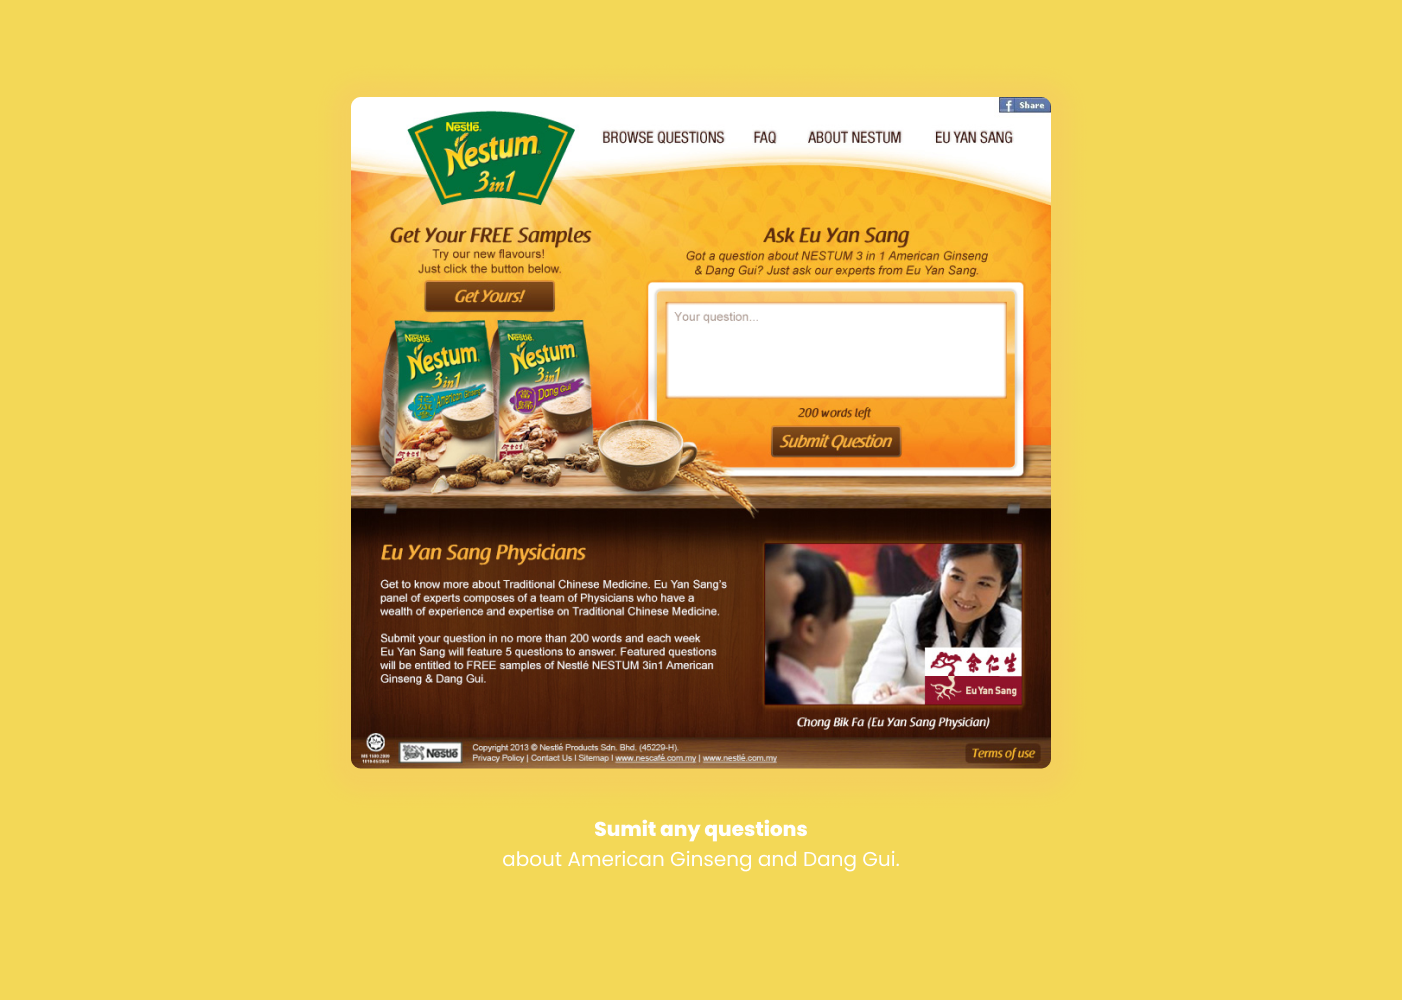 Share
Nestlé
Nestum
3in1
BROWSE QUESTIONS FAQ ABOUT NESTUM EU YAN SANG
Get Your FREE Samples
Try our new flavours!
Just click the button below.
Get Yours!
Ask Eu Yan Sang
Got a question about NESTUM 3 in 1 American Ginseng
& Dang Gui? Just ask our experts from Eu Yan Sang.
Your question...
200 words left
Submit Question
Nestlé
Nestum
3in1
American Ginseng
Nestlé
Nestum
3in1
Dang Gui
Eu Yan Sang Physicians
Get to know more about Traditional Chinese Medicine. Eu Yan Sang's
panel of experts composes of a team of Physicians who have a
wealth of experience and expertise on Traditional Chinese Medicine.
Submit your question in no more than 200 words and each week
Eu Yan Sang will feature 5 questions to answer. Featured questions
will be entitled to FREE samples of Nestlé NESTUM 3in1 American
Ginseng & Dang Gui.
余仁生
Eu Yan Sang
Chong Bik Fa (Eu Yan Sang Physician)
Nestlé
Copyright 2013 © Nestlé Products Sdn. Bhd. (45229-H).
Privacy Policy | Contact Us | Sitemap | www.nescafé.com.my | www.nestlé.com.my
Terms of use
Sumit any questions
about American Ginseng and Dang Gui.